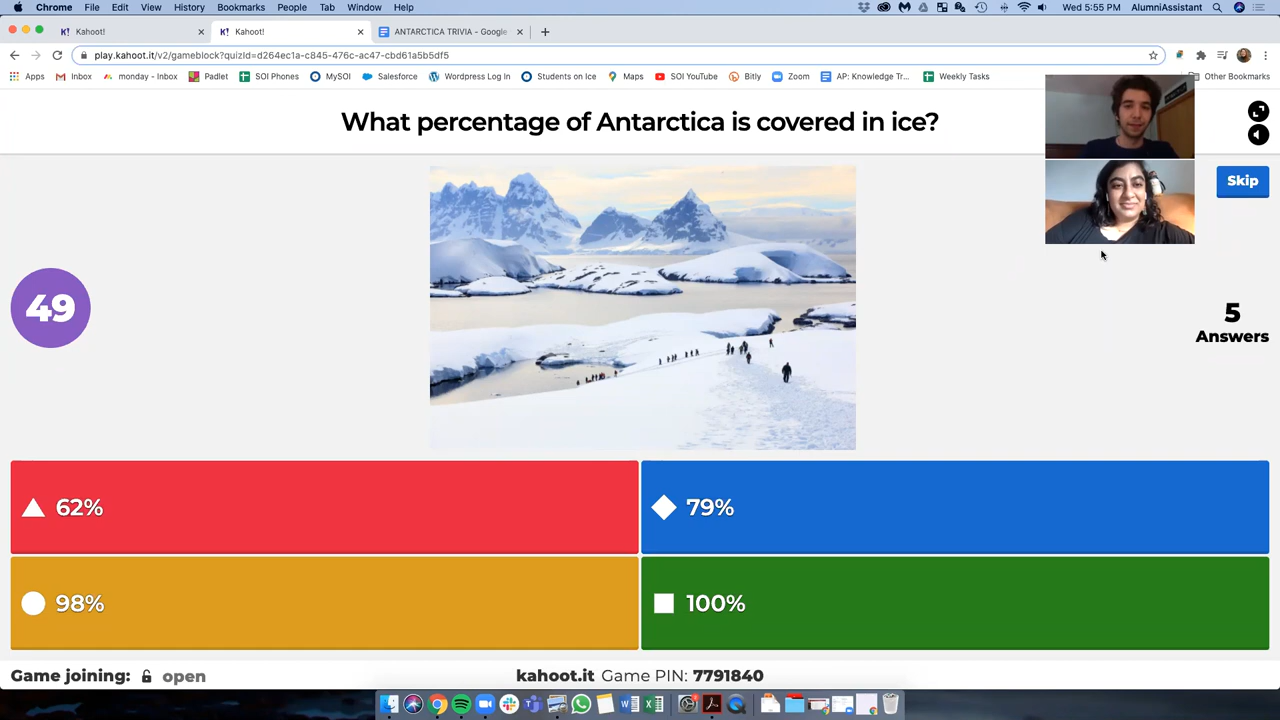 Chrome File Edit View History Bookmarks People Tab Window Help
Wed 5:55 PM AlumniAssistant
Kahoot!
Kahoot!
ANTARCTICA TRIVIA - Google
play.kahoot.it/v2/gameblock?quizId=d264ec1a-c845-476c-ac47-cbd61a5b5df5
Apps Inbox monday - Inbox Padlet SOI Phones MySOI Salesforce Wordpress Log In Students on Ice Maps SOI YouTube Bitly Zoom AP: Knowledge Tr... Weekly Tasks Other Bookmarks
What percentage of Antarctica is covered in ice?
Skip
49
5
Answers
62%
79%
98%
100%
Game joining: open
kahoot.it Game PIN: 7791840